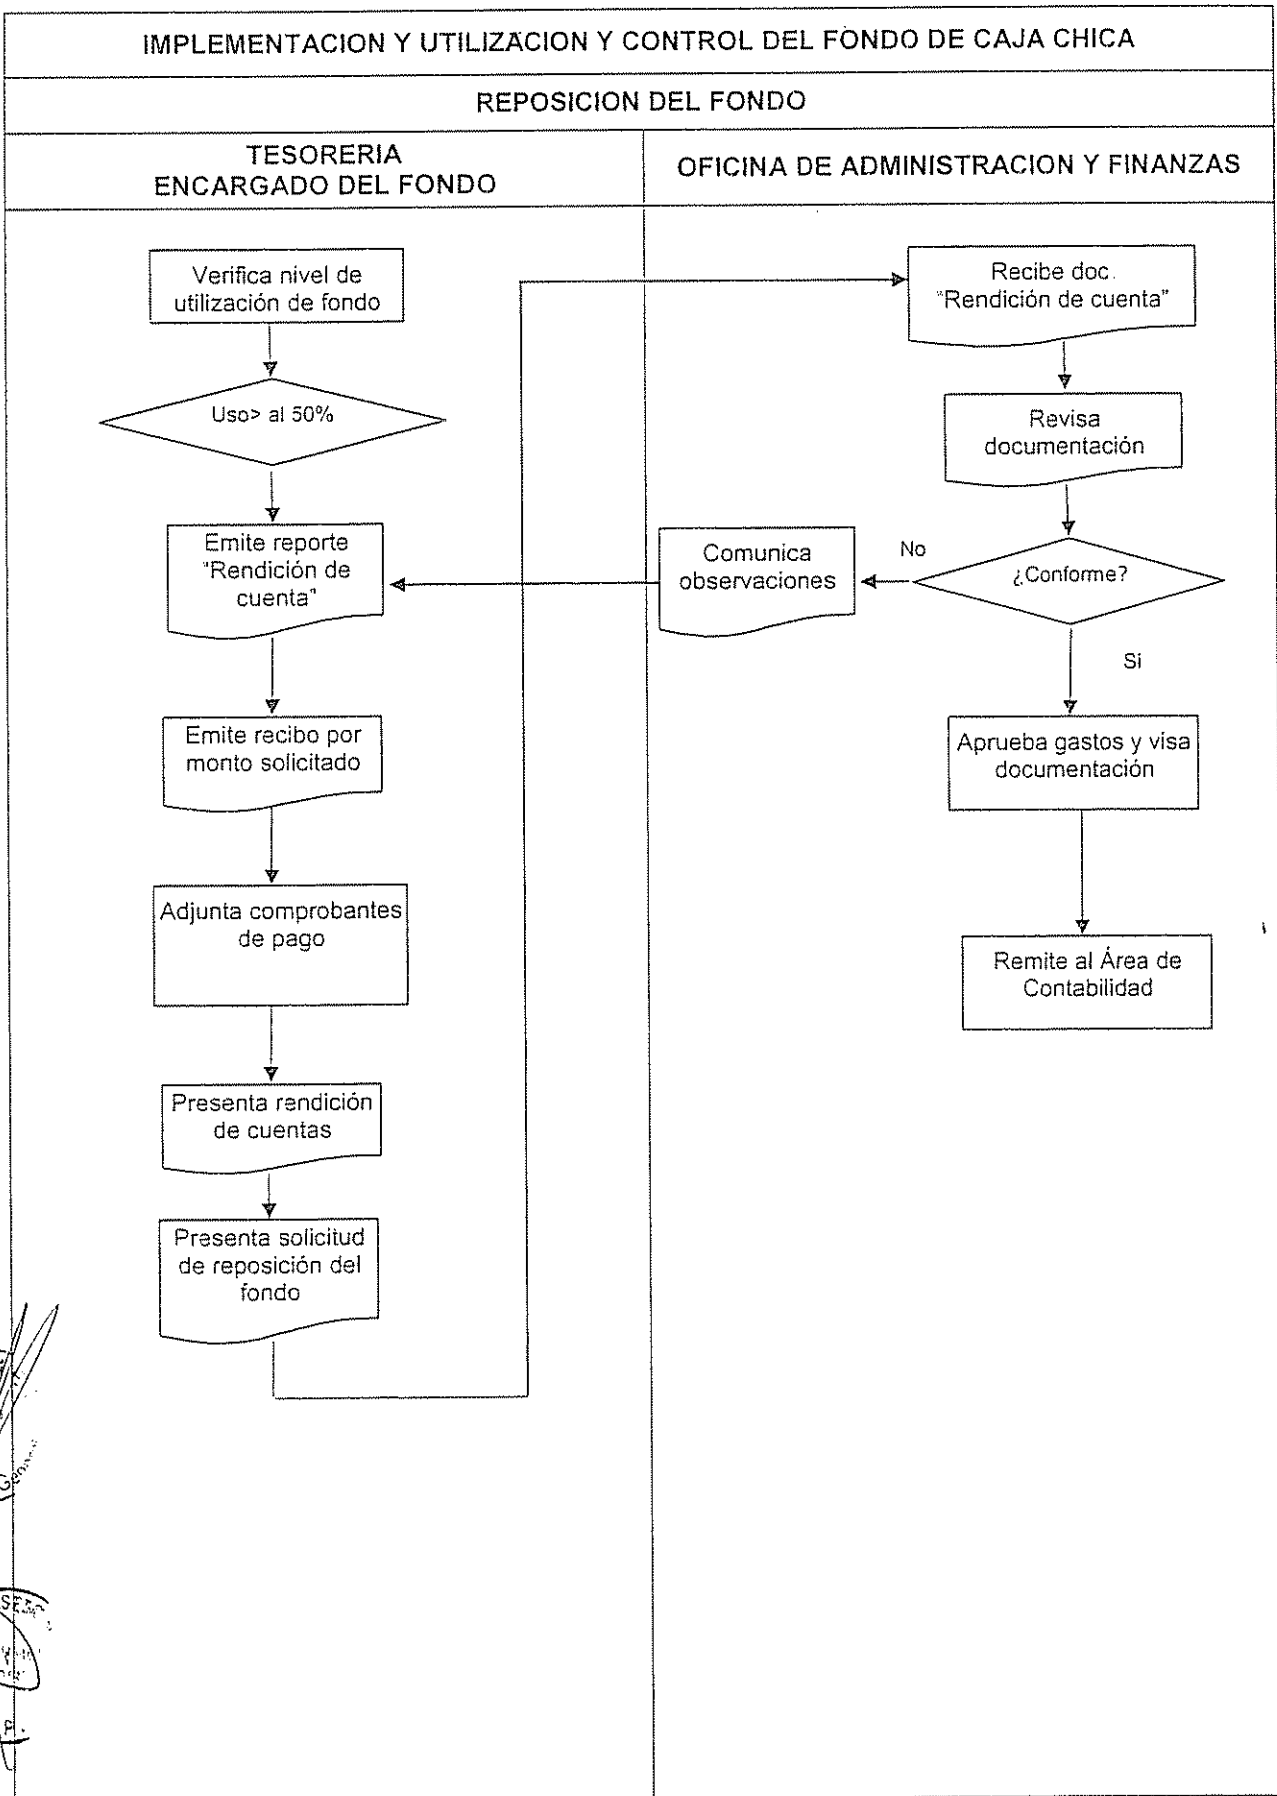 IMPLEMENTACION Y UTILIZACION Y CONTROL DEL FONDO DE CAJA CHICA
REPOSICION DEL FONDO
TESORERIA
ENCARGADO DEL FONDO
OFICINA DE ADMINISTRACION Y FINANZAS
Verifica nivel de
utilización de fondo
Uso> al 50%
Emite reporte
"Rendición de
cuenta"
Emite recibo por
monto solicitado
Adjunta comprobantes
de pago
Presenta rendición
de cuentas
Presenta solicitud
de reposición del
fondo
Recibe doc.
"Rendición de cuenta"
Revisa
documentación
¿Conforme?
No
Comunica
observaciones
Si
Aprueba gastos y visa
documentación
Remite al Área de
Contabilidad